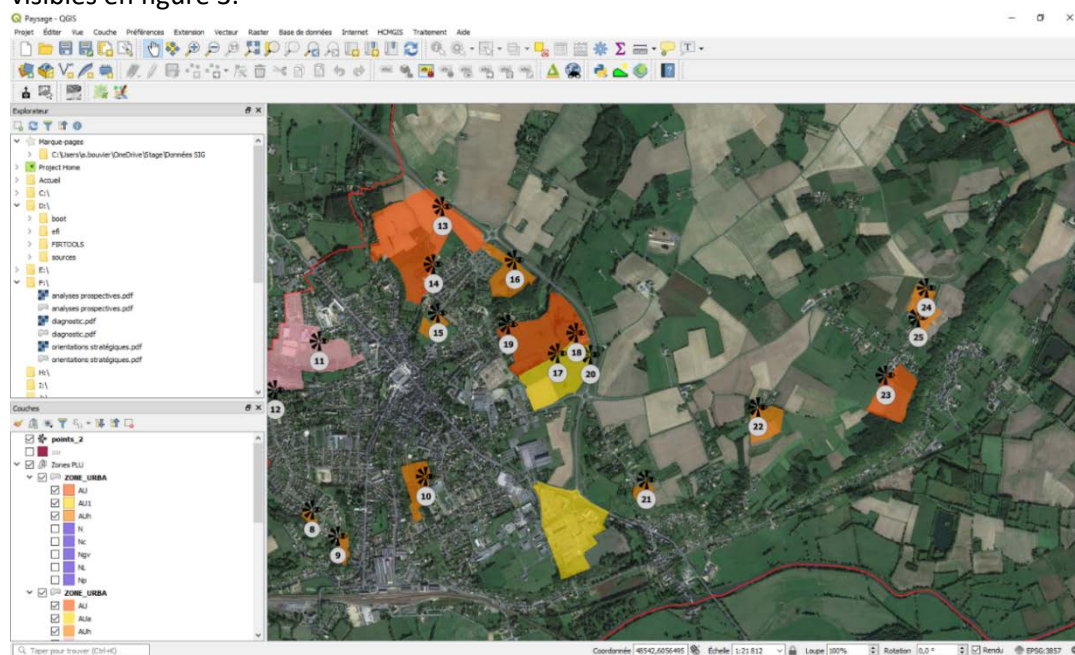 visibles en figure 3.
Paysage - QGIS
Projet Éditer Vue Couche Préférences Extension Vecteur Raster Base de données Internet HCMGIS Maillage Traitement Aide
Explorateur
Marque-pages
C:\Users\a.bouvier\OneDrive\Stage\Données SIG
Project Home
Accueil
C:\
D:\
boot
efi
FIRTOOLS
sources
E:\
F:\
analyses prospectives.pdf
analyses prospectives.pdf
diagnostic.pdf
diagnostic.pdf
orientations stratégiques.pdf
orientations stratégiques.pdf
H:\
I:\
Couches
points_2
Zones PLU
ZONE_URBA
AU
AU1
AUh
N
Nc
Ngv
NL
Np
ZONE_URBA
AU
AUa
AUh
13
14
16
15
11
19
18
17
20
12
24
25
23
22
10
21
8
9
Taper pour trouver (Ctrl+K)
Coordonnée 48542,6056495 Échelle 1:21 812 Loupe 100% Rotation 0,0 ° Rendu EPSG:3857